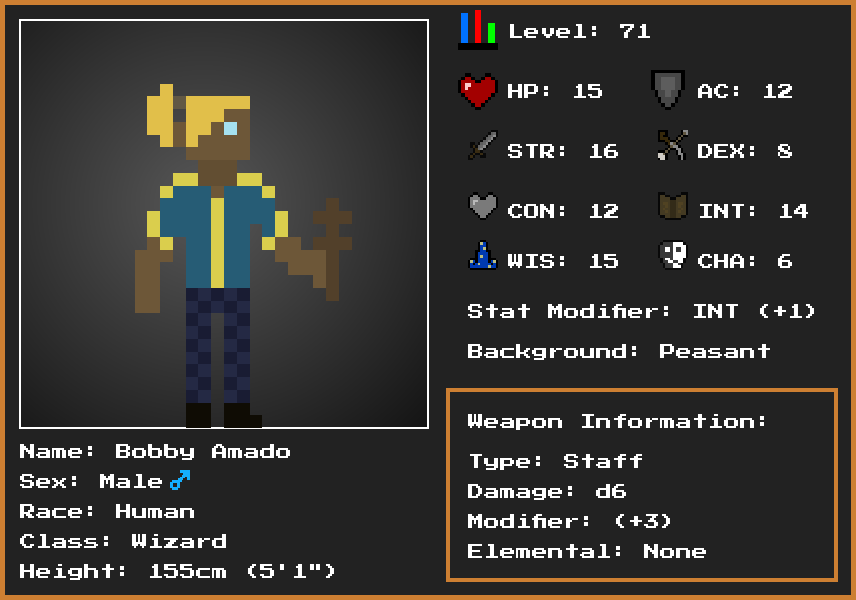 Level: 71
HP: 15 AC: 12
STR: 16 DEX: 8
CON: 12 INT: 14
WIS: 15 CHA: 6
Stat Modifier: INT (+1)
Background: Peasant
Weapon Information:
Type: Staff
Damage: d6
Modifier: (+3)
Elemental: None
Name: Bobby Amado
Sex: Male ♂
Race: Human
Class: Wizard
Height: 155cm (5'1")